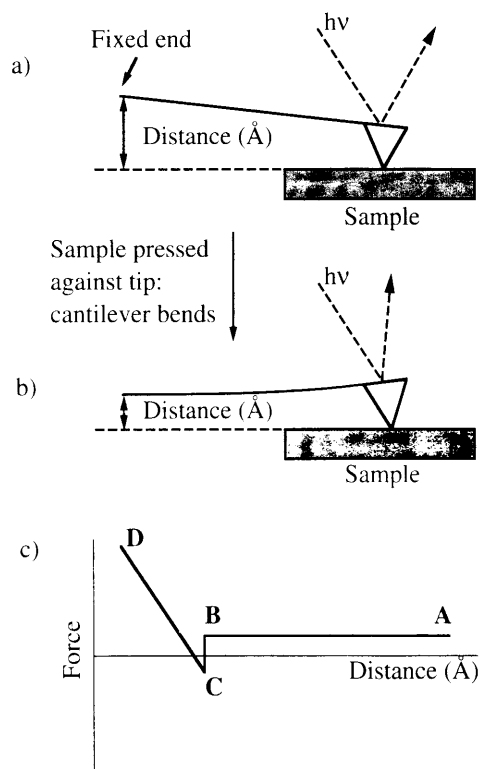 Fixed end
hν
a)
Distance (Å)
Sample
Sample pressed
against tip:
cantilever bends
hν
b)
Distance (Å)
Sample
c)
D
B
A
Force
Distance (Å)
C